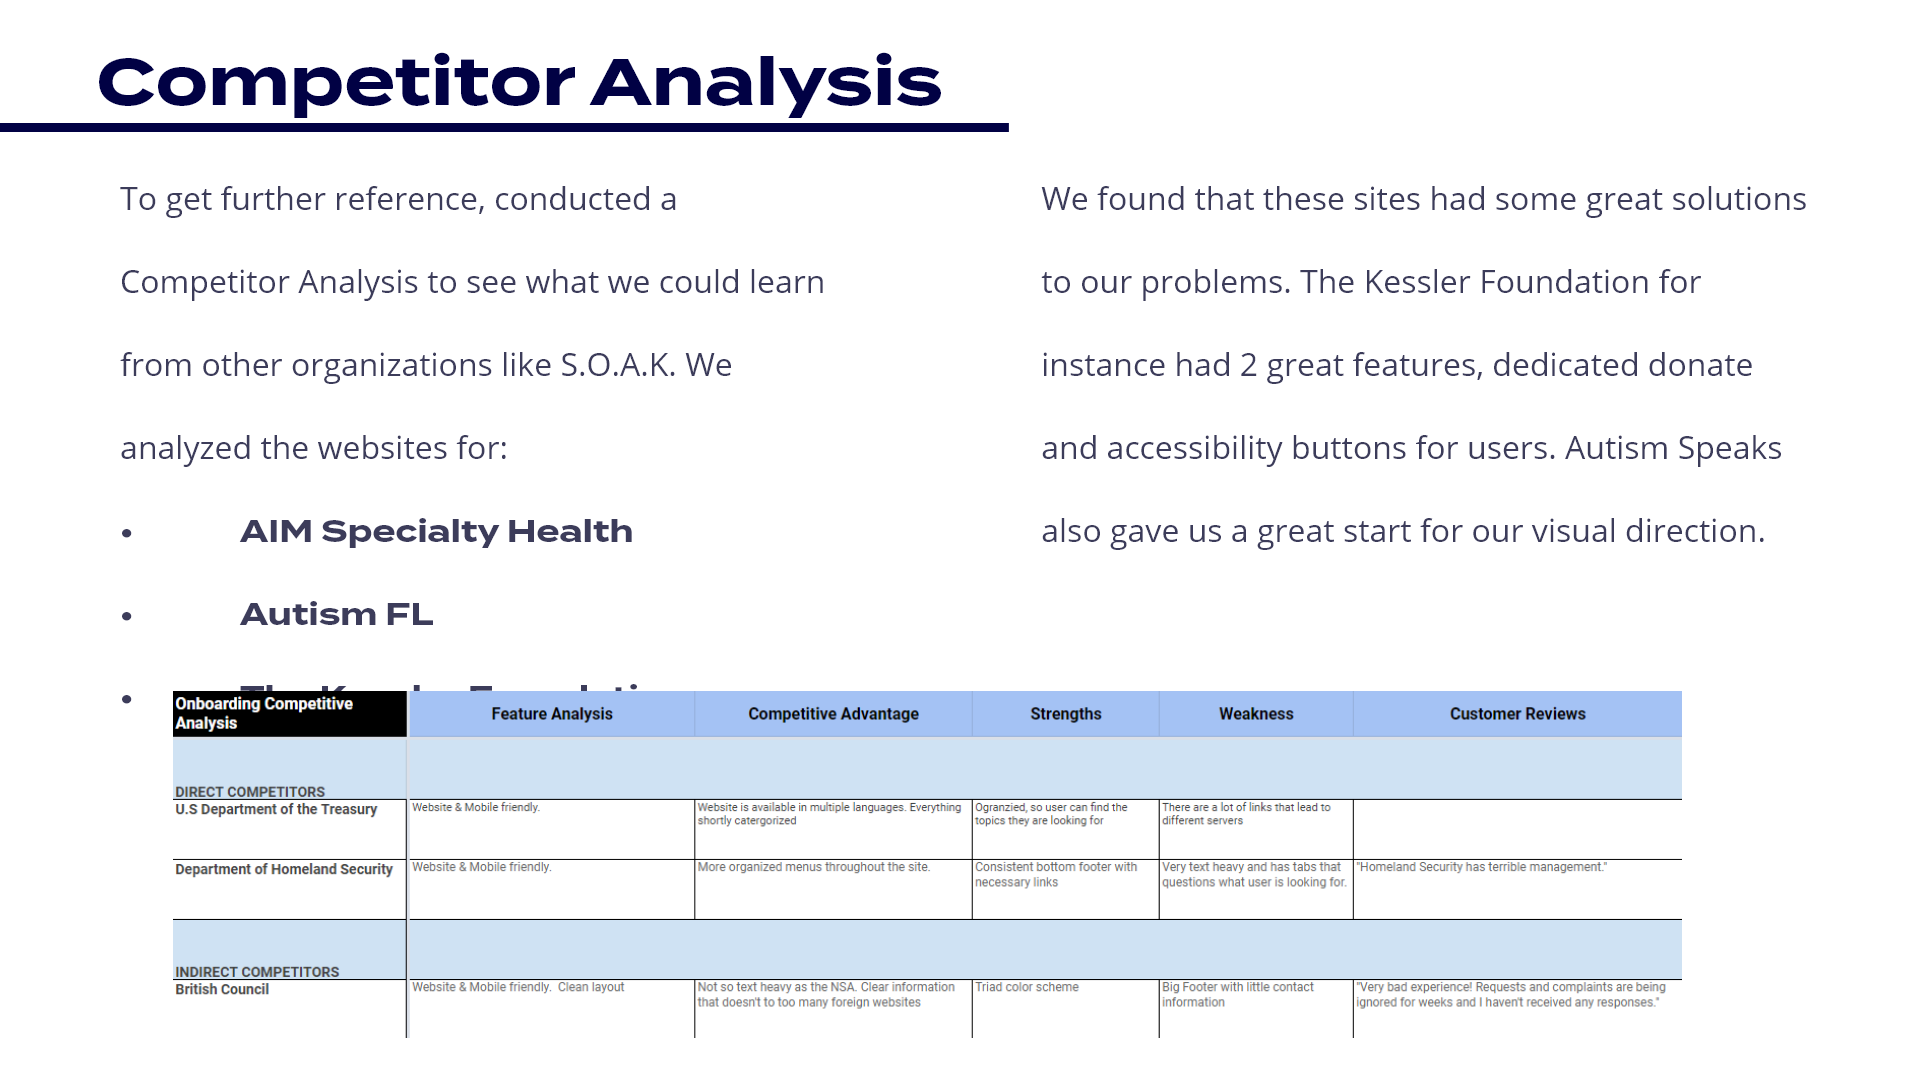 Competitor Analysis
To get further reference, conducted a
Competitor Analysis to see what we could learn
from other organizations like S.O.A.K. We
analyzed the websites for:
• AIM Specialty Health
• Autism FL
• The Kessler Foundation
We found that these sites had some great solutions
to our problems. The Kessler Foundation for
instance had 2 great features, dedicated donate
and accessibility buttons for users. Autism Speaks
also gave us a great start for our visual direction.
Onboarding Competitive
Analysis
Feature Analysis
Competitive Advantage
Strengths
Weakness
Customer Reviews
DIRECT COMPETITORS
U.S Department of the Treasury
Website & Mobile friendly.
Website is available in multiple languages. Everything
shortly catergorized
Ogranzied, so user can find the
topics they are looking for
There are a lot of links that lead to
different servers
Department of Homeland Security
Website & Mobile friendly.
More organized menus throughout the site.
Consistent bottom footer with
necessary links
Very text heavy and has tabs that
questions what user is looking for.
"Homeland Security has terrible management."
INDIRECT COMPETITORS
British Council
Website & Mobile friendly.  Clean layout
Not so text heavy as the NSA. Clear information
that doesn't to too many foreign websites
Triad color scheme
Big Footer with little contact
information
"Very bad experience! Requests and complaints are being
ignored for weeks and I haven't received any responses."